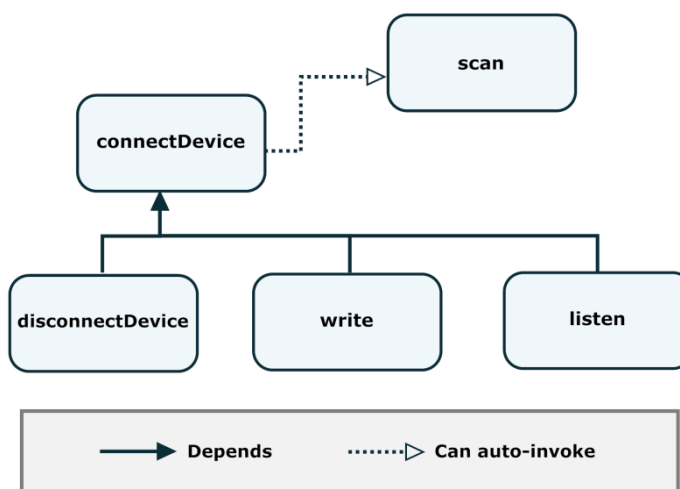 scan
connectDevice
disconnectDevice
write
listen
Depends
Can auto-invoke